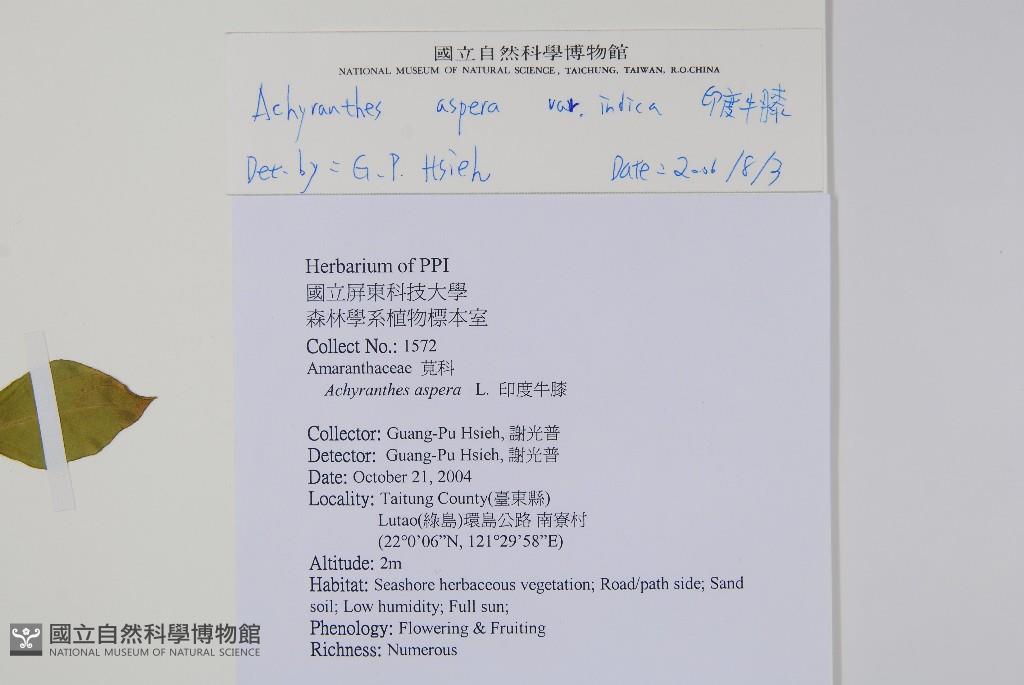 國立自然科學博物館
NATIONAL MUSEUM OF NATURAL SCIENCE, TAICHUNG, TAIWAN, R.O.CHINA
Achyranthes aspera var. indica 印度牛膝
Det. by = G. P. Hsieh Date = 2006/8/3
Herbarium of PPI
國立屏東科技大學
森林學系植物標本室
Collect No.: 1572
Amaranthaceae 莧科
Achyranthes aspera L. 印度牛膝
Collector: Guang-Pu Hsieh, 謝光普
Detector: Guang-Pu Hsieh, 謝光普
Date: October 21, 2004
Locality: Taitung County(臺東縣)
Lutao(綠島)環島公路 南寮村
(22°0’06”N, 121°29’58”E)
Altitude: 2m
Habitat: Seashore herbaceous vegetation; Road/path side; Sand
soil; Low humidity; Full sun;
Phenology: Flowering & Fruiting
Richness: Numerous
國立自然科學博物館
NATIONAL MUSEUM OF NATURAL SCIENCE